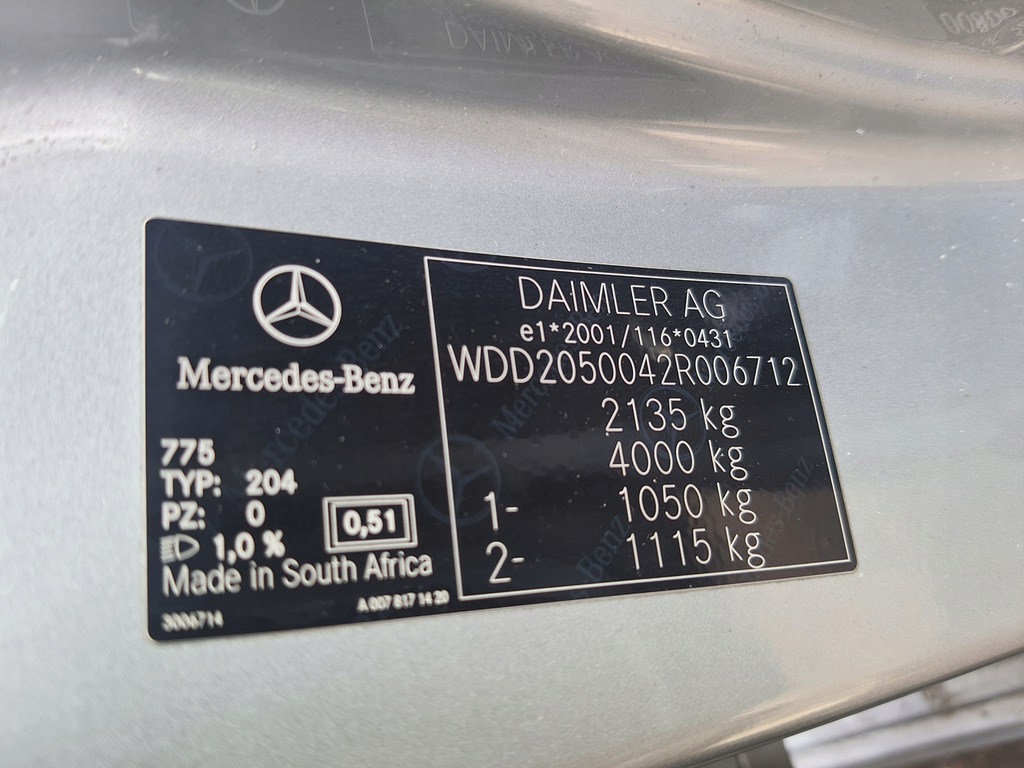 Mercedes-Benz
775
TYP: 204
PZ: 0
1,0 %
0,51
Made in South Africa
3006714
A 007 817 14 20
DAIMLER AG
e1*2001/116*0431
WDD2050042R006712
2135 kg
4000 kg
1- 1050 kg
2- 1115 kg